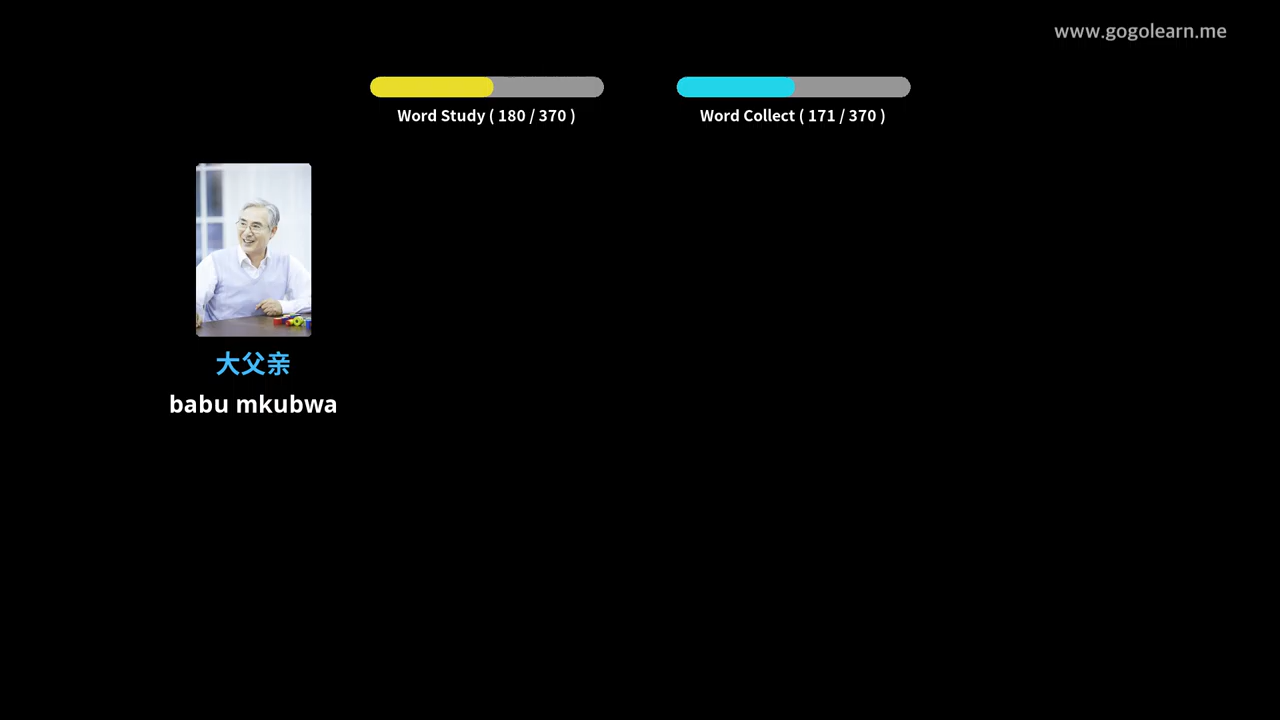 www.gogolearn.me
Word Study ( 180 / 370 )
Word Collect ( 171 / 370 )
大父亲
babu mkubwa